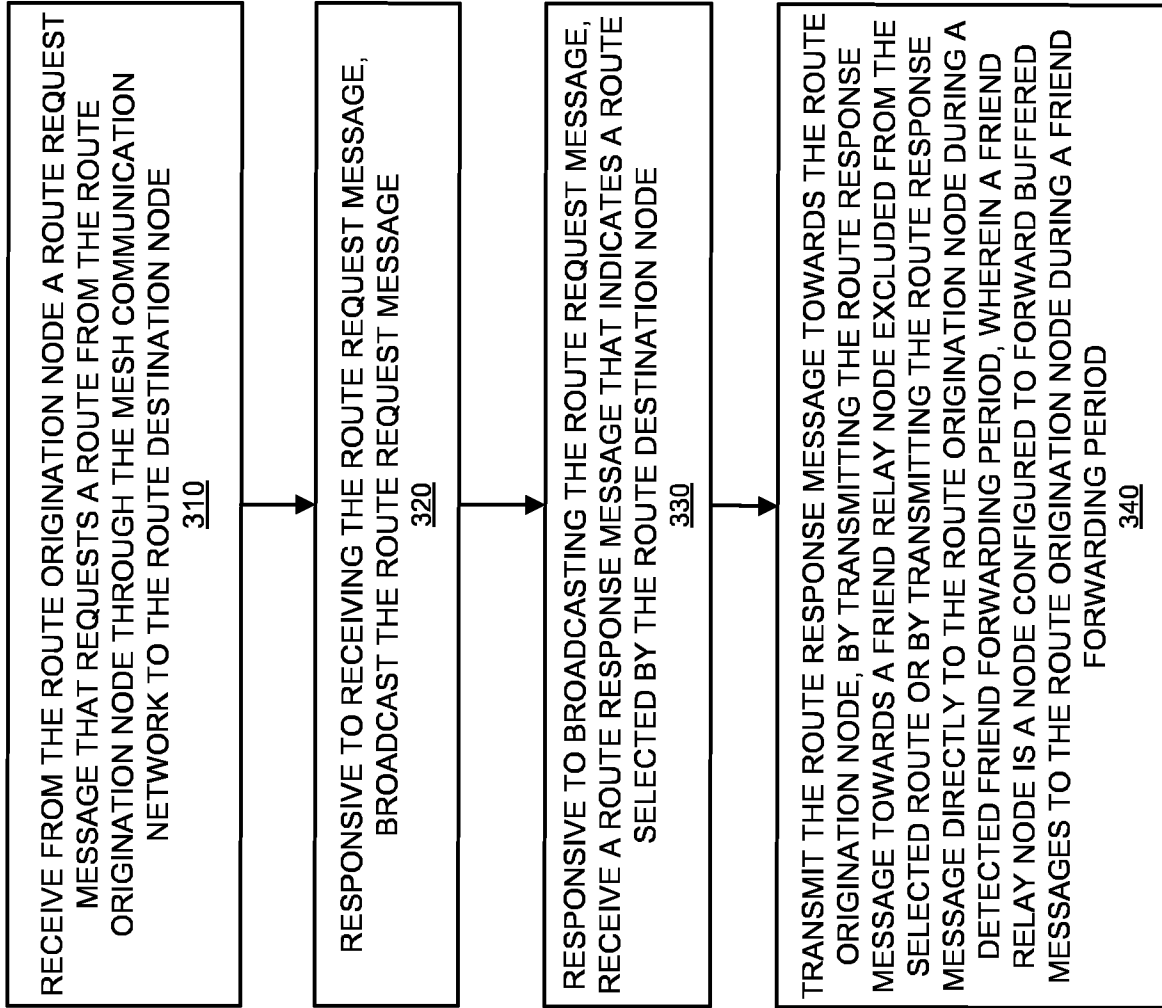 RECEIVE FROM THE ROUTE ORIGINATION NODE A ROUTE REQUEST
MESSAGE THAT REQUESTS A ROUTE FROM THE ROUTE
ORIGINATION NODE THROUGH THE MESH COMMUNICATION
NETWORK TO THE ROUTE DESTINATION NODE
310
RESPONSIVE TO RECEIVING THE ROUTE REQUEST MESSAGE,
BROADCAST THE ROUTE REQUEST MESSAGE
320
RESPONSIVE TO BROADCASTING THE ROUTE REQUEST MESSAGE,
RECEIVE A ROUTE RESPONSE MESSAGE THAT INDICATES A ROUTE
SELECTED BY THE ROUTE DESTINATION NODE
330
TRANSMIT THE ROUTE RESPONSE MESSAGE TOWARDS THE ROUTE
ORIGINATION NODE, BY TRANSMITTING THE ROUTE RESPONSE
MESSAGE TOWARDS A FRIEND RELAY NODE EXCLUDED FROM THE
SELECTED ROUTE OR BY TRANSMITTING THE ROUTE RESPONSE
MESSAGE DIRECTLY TO THE ROUTE ORIGINATION NODE DURING A
DETECTED FRIEND FORWARDING PERIOD, WHEREIN A FRIEND
RELAY NODE IS A NODE CONFIGURED TO FORWARD BUFFERED
MESSAGES TO THE ROUTE ORIGINATION NODE DURING A FRIEND
FORWARDING PERIOD
340